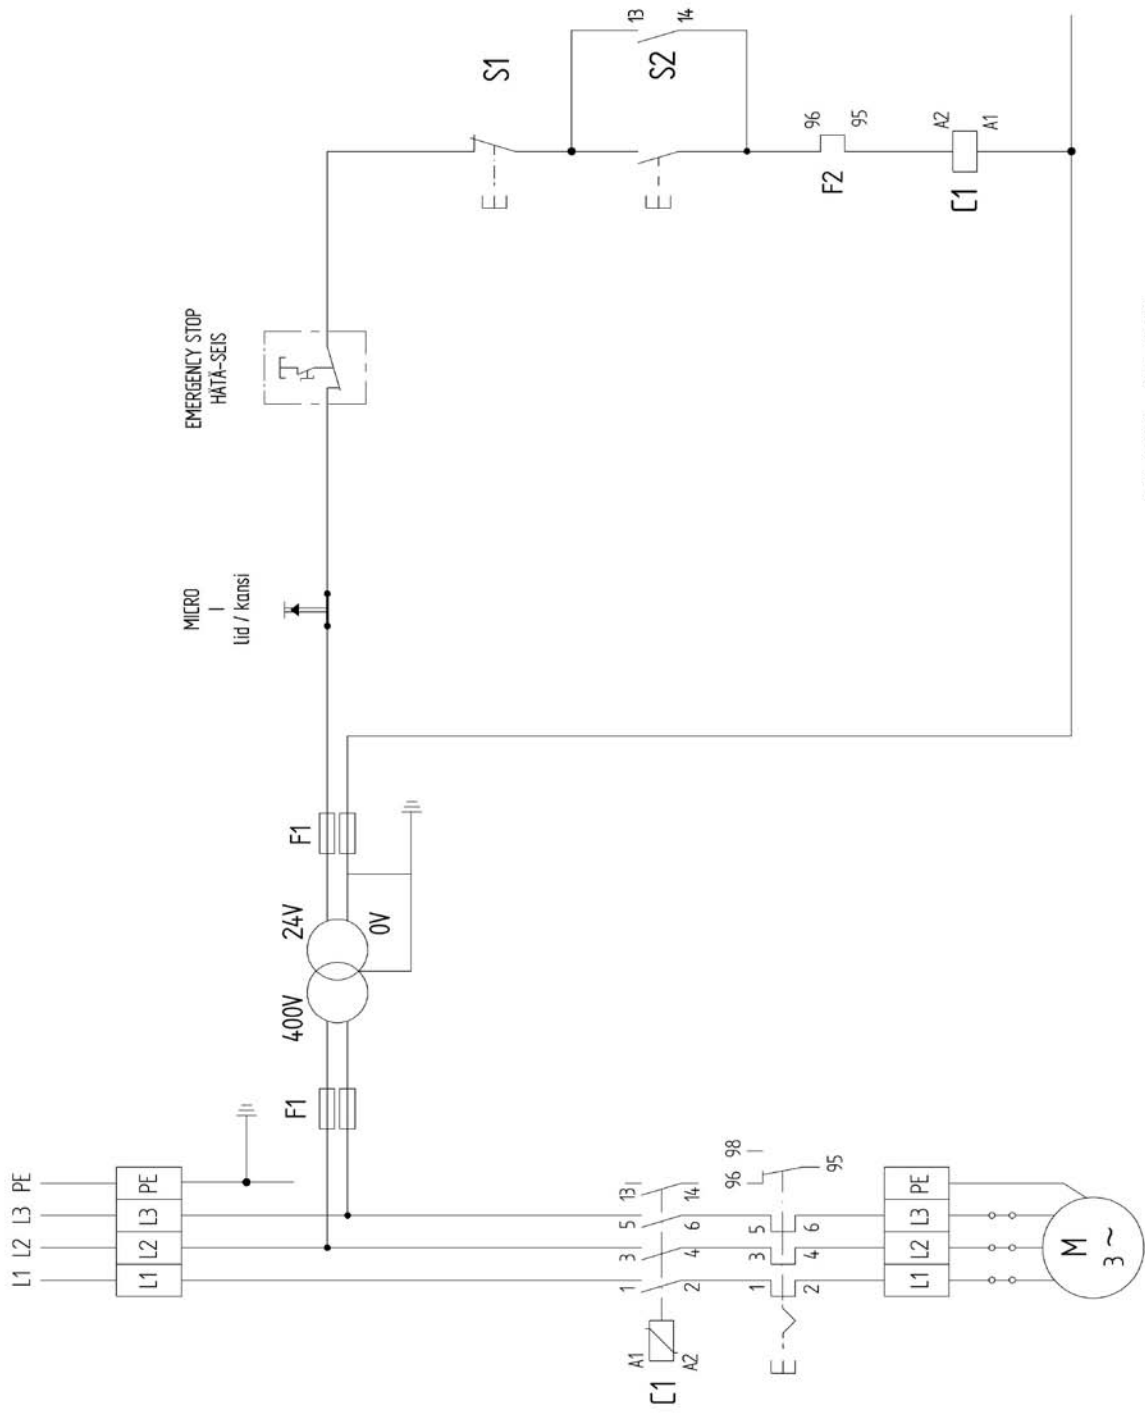 L1 L2 L3 PE
L1 L2 L3 PE
F1
400V
24V
0V
F1
MICRO
I
lid / kansi
EMERGENCY STOP
HÄTÄ-SEIS
S1
13
14
S2
96
95
F2
A2
A1
C1
1 3 5 13
2 4 6 14
A1
A2
C1
1 3 5 96 98
2 4 6 95
L1 L2 L3 PE
M
3 ~